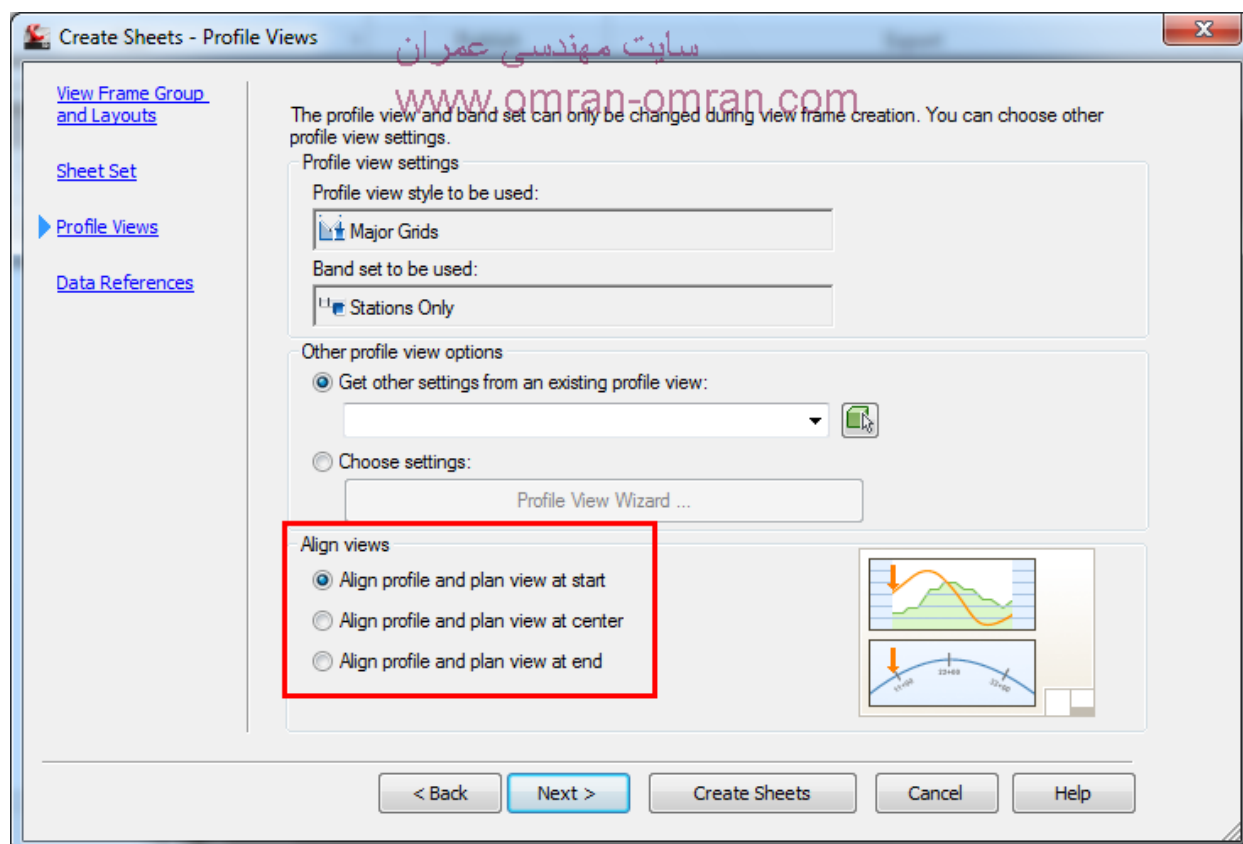 Create Sheets - Profile Views
سایت مهندسی عمران
www.omran-omran.com
View Frame Group
and Layouts
Sheet Set
Profile Views
Data References
The profile view and band set can only be changed during view frame creation. You can choose other
profile view settings.
Profile view settings
Profile view style to be used:
Major Grids
Band set to be used:
Stations Only
Other profile view options
Get other settings from an existing profile view:
Choose settings:
Profile View Wizard ...
Align views
Align profile and plan view at start
Align profile and plan view at center
Align profile and plan view at end
< Back
Next >
Create Sheets
Cancel
Help